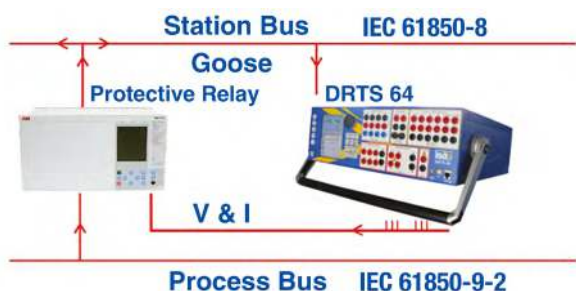 Station Bus IEC 61850-8
Goose
Protective Relay DRTS 64
V & I
Process Bus IEC 61850-9-2